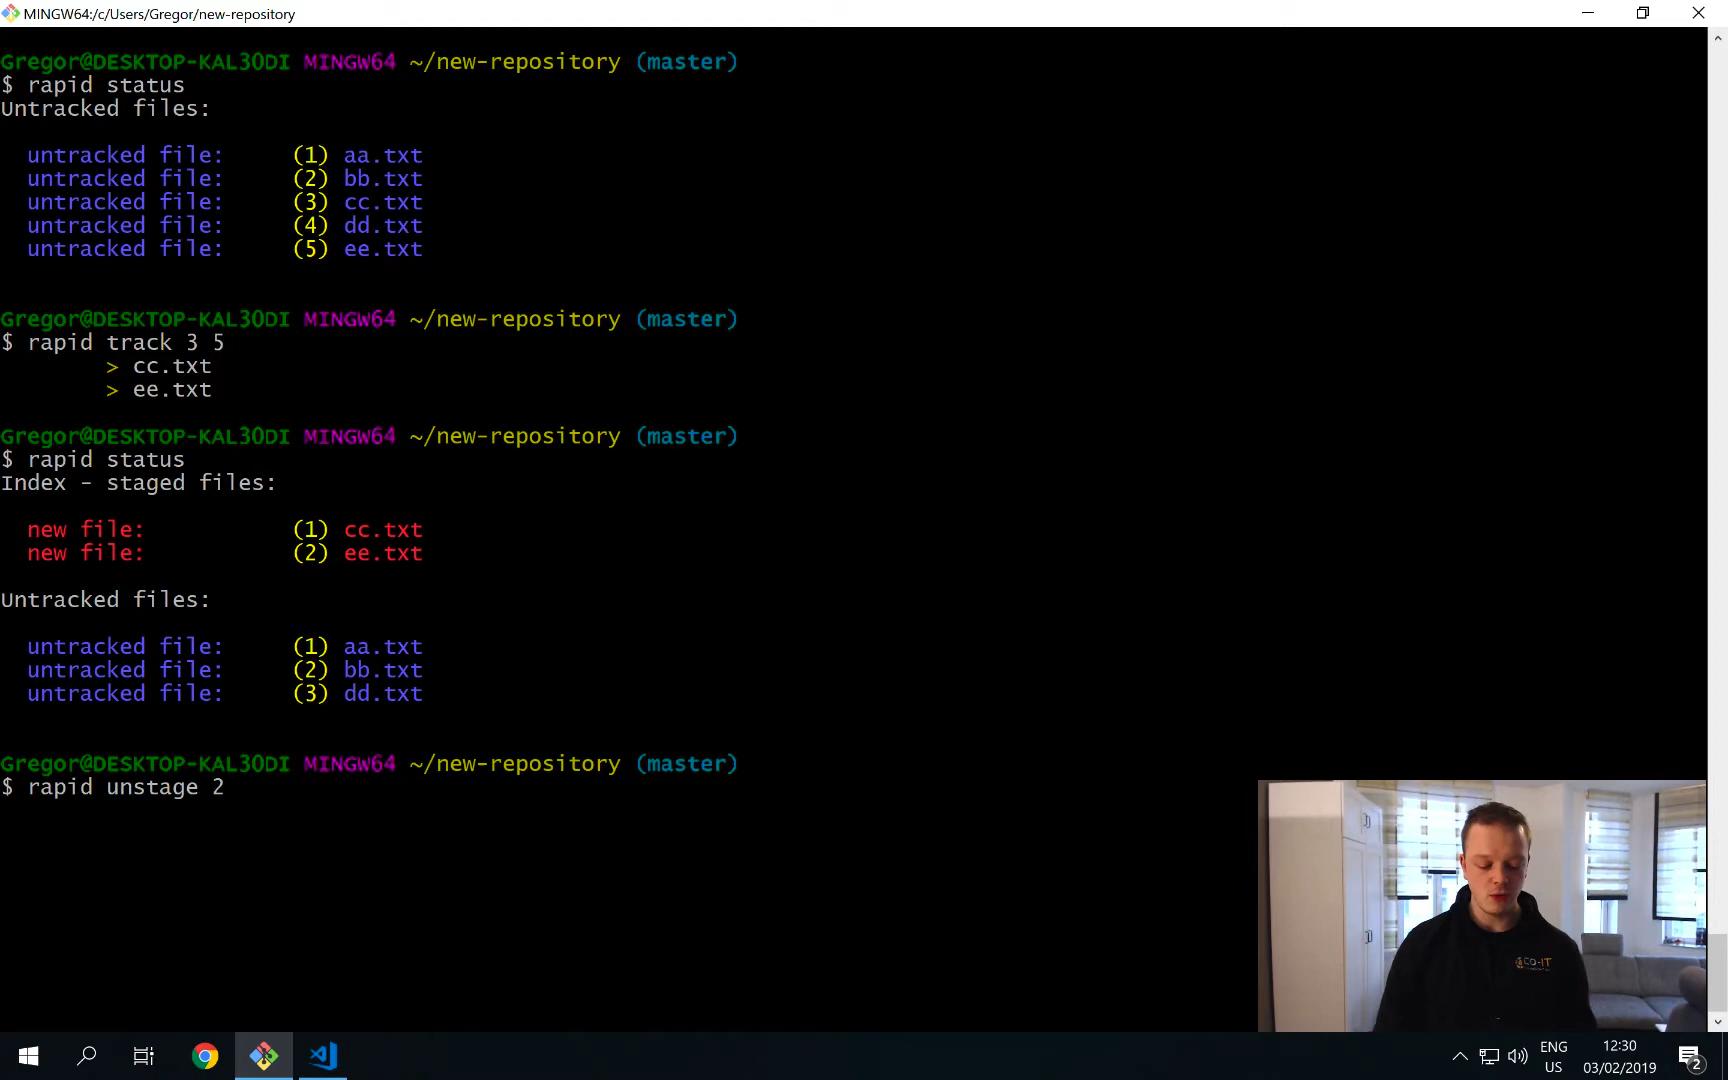 MINGW64:/c/Users/Gregor/new-repository
Gregor@DESKTOP-KAL30DI MINGW64 ~/new-repository (master)
$ rapid status
Untracked files:
untracked file: (1) aa.txt
untracked file: (2) bb.txt
untracked file: (3) cc.txt
untracked file: (4) dd.txt
untracked file: (5) ee.txt
Gregor@DESKTOP-KAL30DI MINGW64 ~/new-repository (master)
$ rapid track 3 5
> cc.txt
> ee.txt
Gregor@DESKTOP-KAL30DI MINGW64 ~/new-repository (master)
$ rapid status
Index - staged files:
new file: (1) cc.txt
new file: (2) ee.txt
Untracked files:
untracked file: (1) aa.txt
untracked file: (2) bb.txt
untracked file: (3) dd.txt
Gregor@DESKTOP-KAL30DI MINGW64 ~/new-repository (master)
$ rapid unstage 2
CO-IT
ENG
US
12:30
03/02/2019
2